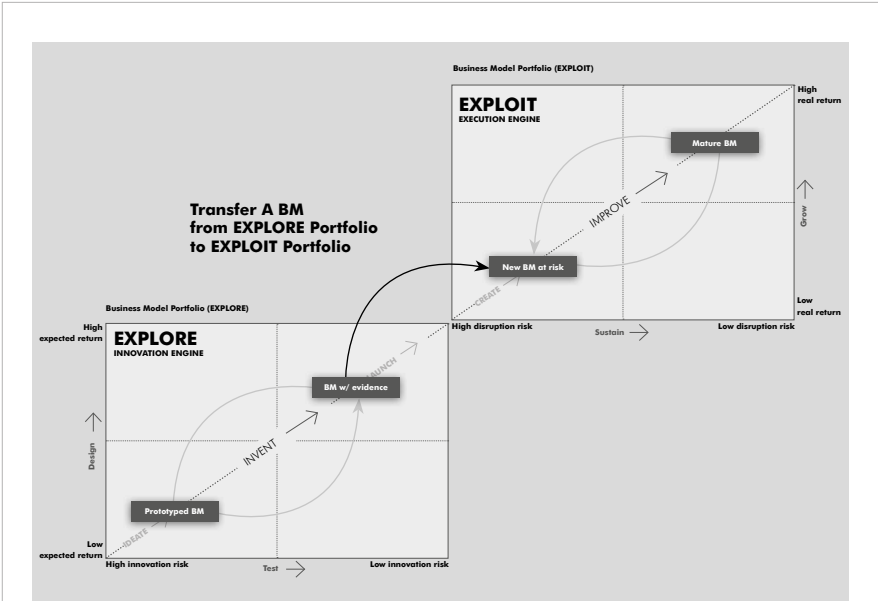 Business Model Portfolio (EXPLOIT)
EXPLOIT
EXECUTION ENGINE
High
real return
Mature BM
IMPROVE
Grow
New BM at risk
CREATE
Low
real return
High disruption risk
Sustain
Low disruption risk
Transfer A BM
from EXPLORE Portfolio
to EXPLOIT Portfolio
Business Model Portfolio (EXPLORE)
High
expected return
EXPLORE
INNOVATION ENGINE
LAUNCH
BM w/ evidence
INVENT
Design
Prototyped BM
IDEATE
Low
expected return
High innovation risk
Test
Low innovation risk